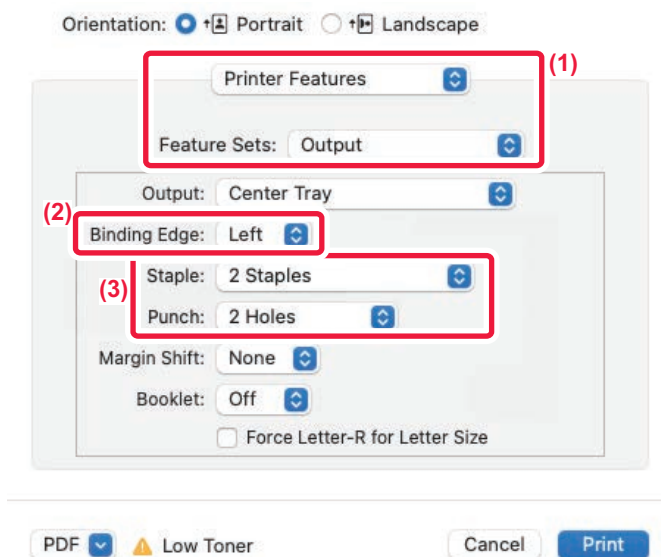 Orientation: Portrait Landscape
(1)
Printer Features
Feature Sets: Output
Output: Center Tray
(2)
Binding Edge: Left
(3)
Staple: 2 Staples
Punch: 2 Holes
Margin Shift: None
Booklet: Off
Force Letter-R for Letter Size
PDF Low Toner Cancel Print